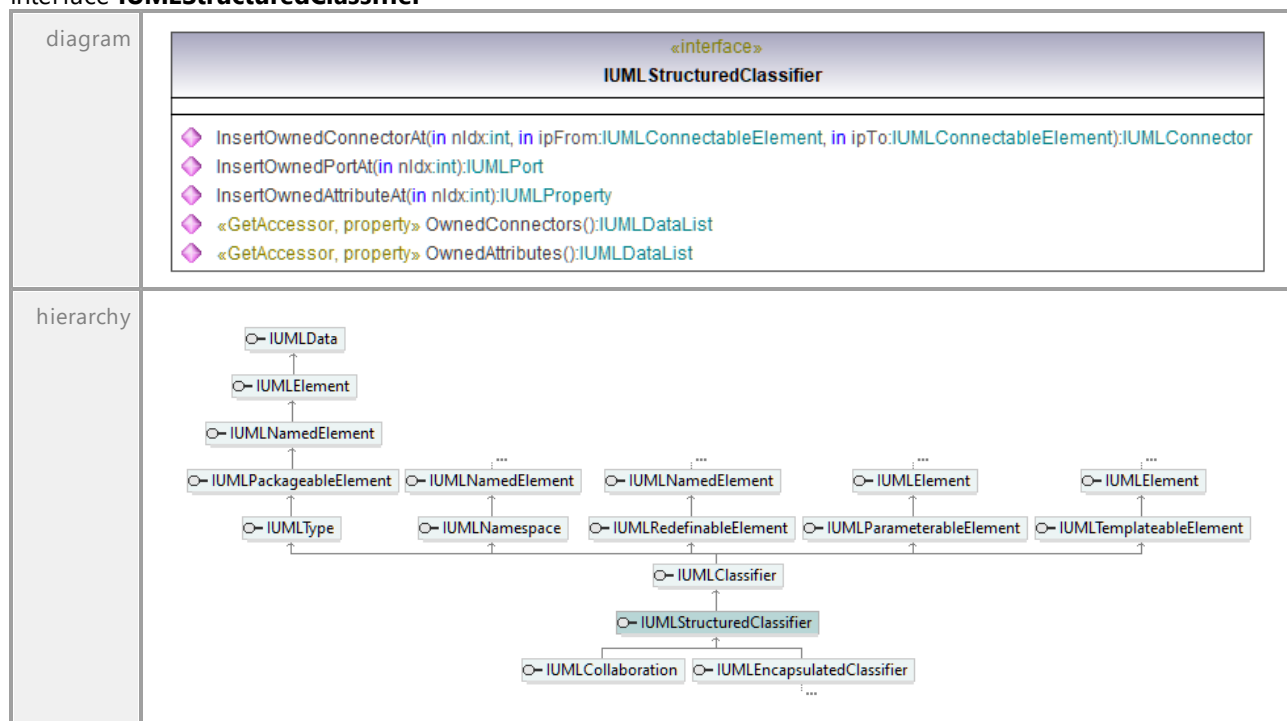 interface IUMLStructuredClassifier
diagram
«interface»
IUMLStructuredClassifier
InsertOwnedConnectorAt(in nIdx:int, in ipFrom:IUMLConnectableElement, in ipTo:IUMLConnectableElement):IUMLConnector
InsertOwnedPortAt(in nIdx:int):IUMLPort
InsertOwnedAttributeAt(in nIdx:int):IUMLProperty
«GetAccessor, property» OwnedConnectors():IUMLDataList
«GetAccessor, property» OwnedAttributes():IUMLDataList
hierarchy
IUMLData
IUMLElement
IUMLNamedElement
... ... ... ...
IUMLPackageableElement IUMLNamedElement IUMLNamedElement IUMLElement IUMLElement
IUMLType IUMLNamespace IUMLRedefinableElement IUMLParameterableElement IUMLTemplateableElement
IUMLClassifier
IUMLStructuredClassifier
IUMLCollaboration IUMLEncapsulatedClassifier
...